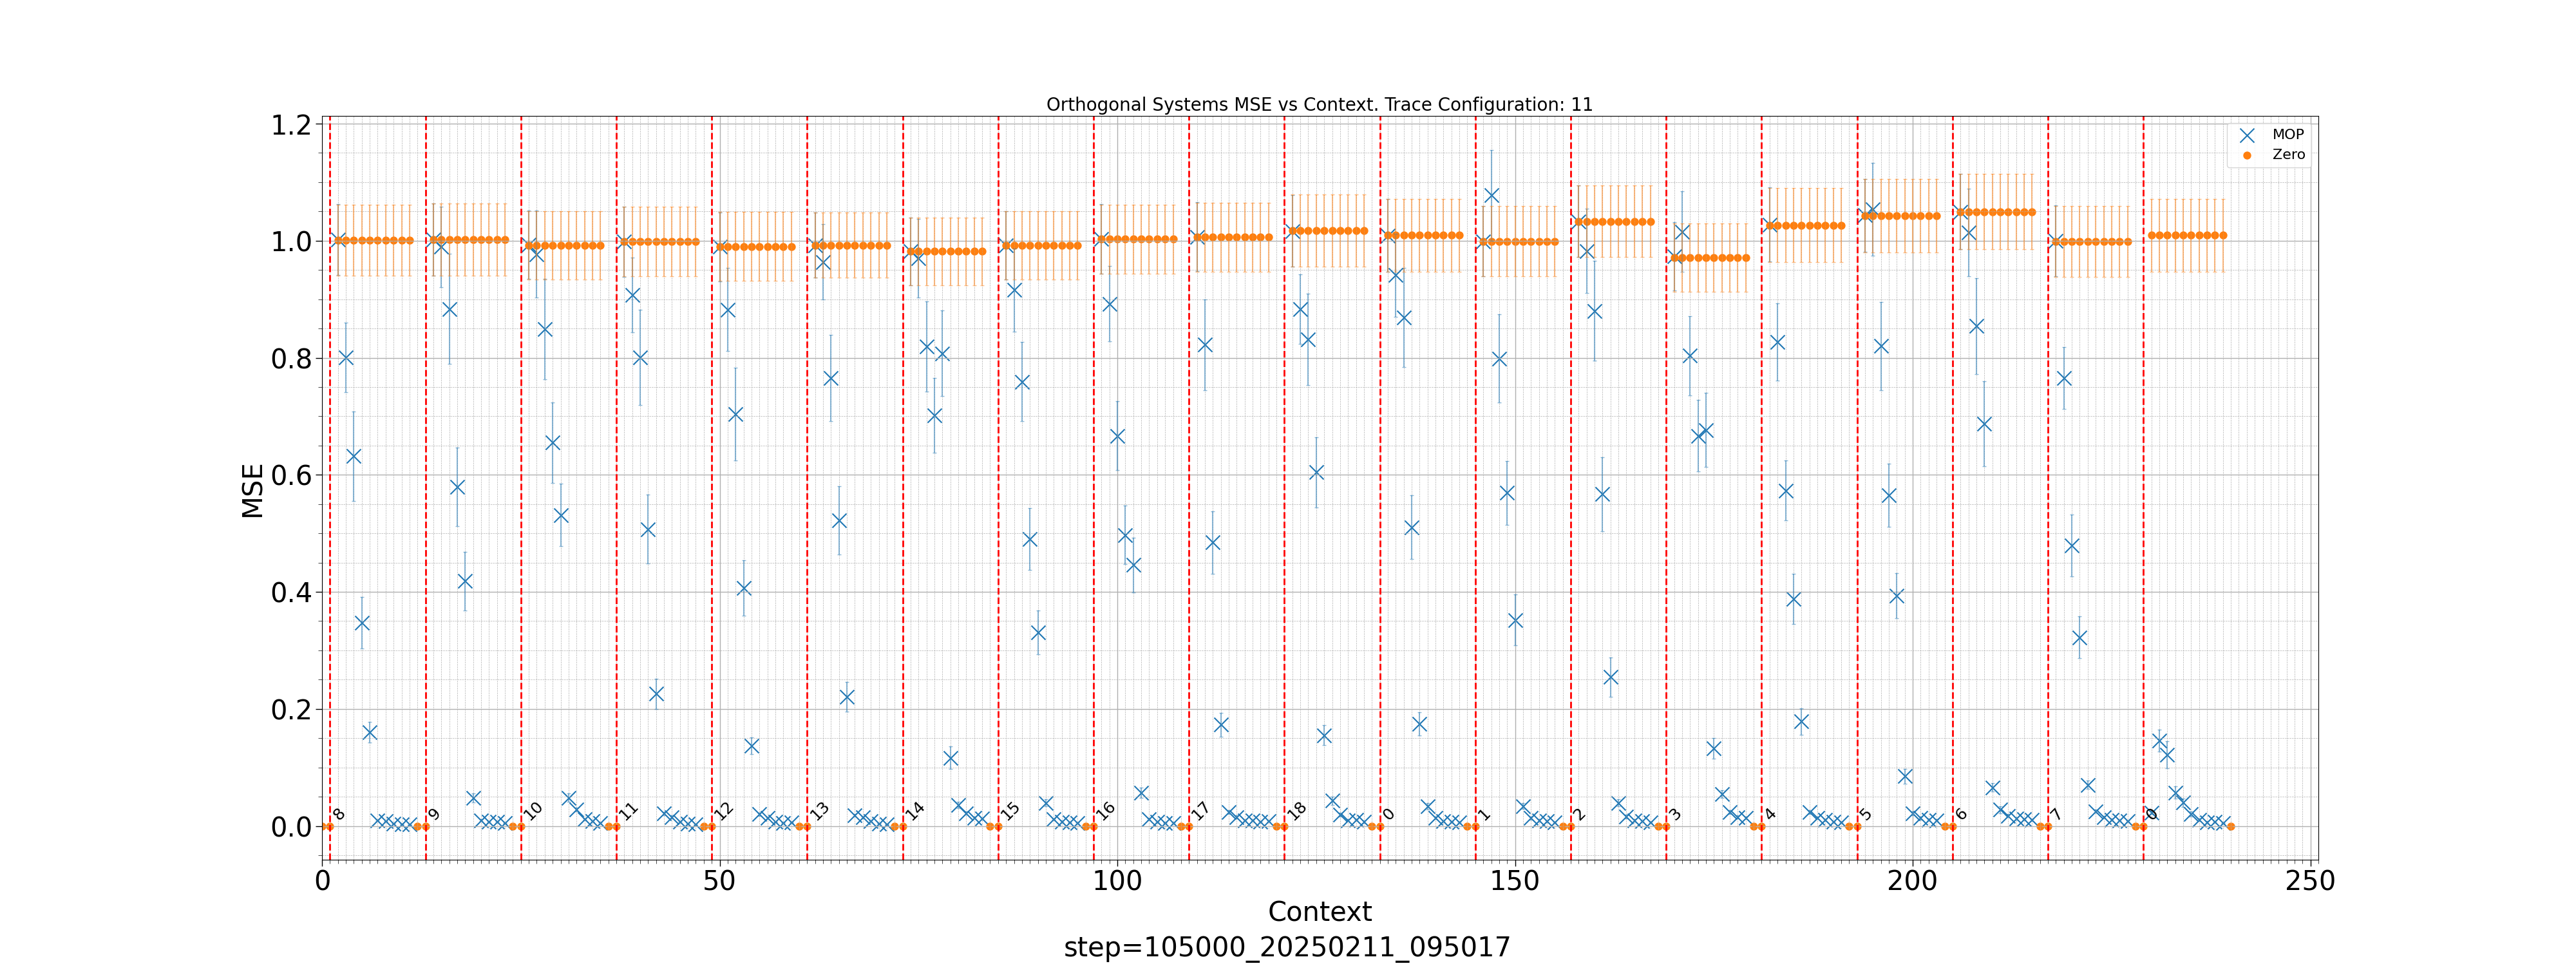 Orthogonal Systems MSE vs Context. Trace Configuration: 11
MOP
Zero
MSE
1.2
1.0
0.8
0.6
0.4
0.2
0.0
8 9 10 11 12 13 14 15 16 17 18 0 1 2 3 4 5 6 7
0 50 100 150 200 250
Context
step=105000_20250211_095017